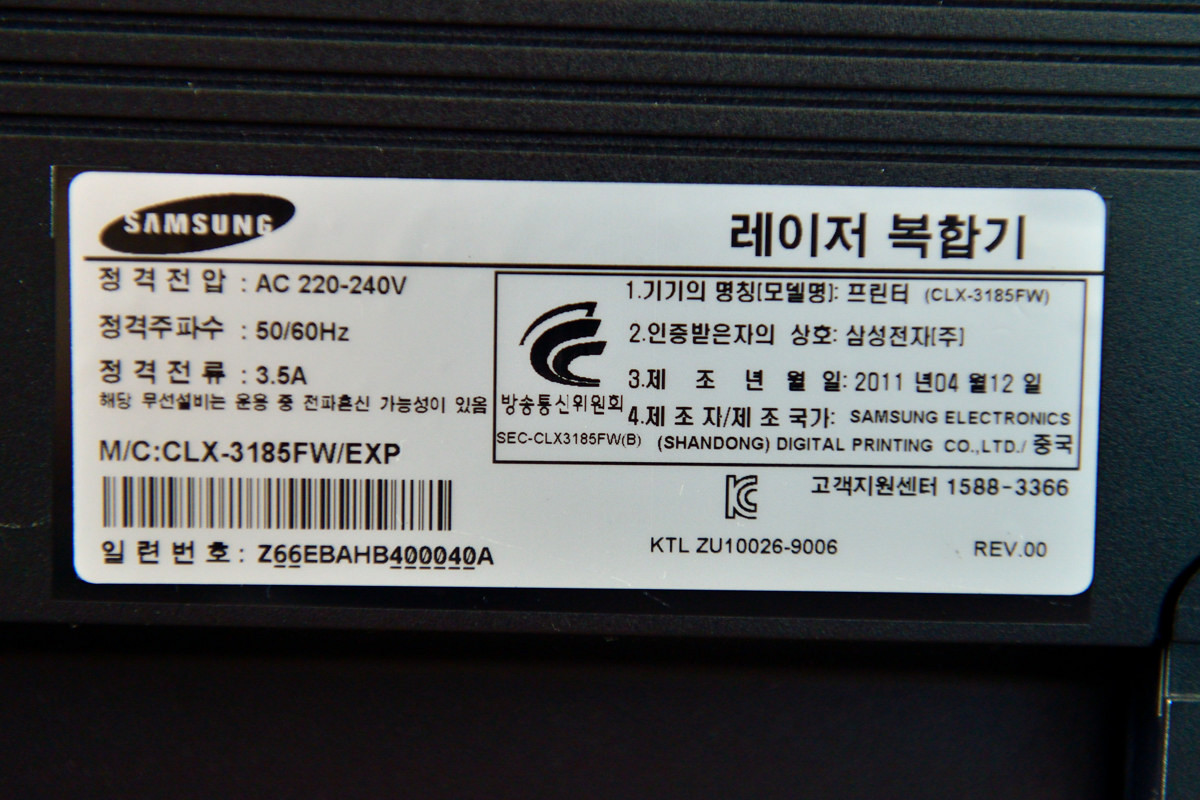 SAMSUNG
레이저 복합기
정 격 전 압 : AC 220-240V
정격주파수 : 50/60Hz
정 격 전 류 : 3.5A
해당 무선설비는 운용 중 전파혼신 가능성이 있음
M/C:CLX-3185FW/EXP
일 련 번 호 : Z66EBAHB400040A
방송통신위원회
SEC-CLX3185FW(B)
1.기기의 명칭[모델명]: 프린터 (CLX-3185FW)
2.인증받은자의 상호: 삼성전자[주]
3.제 조 년 월 일: 2011 년04 월12 일
4.제 조 자/제 조 국가: SAMSUNG ELECTRONICS
(SHANDONG) DIGITAL PRINTING CO.,LTD./ 중국
고객지원센터 1588-3366
KTL ZU10026-9006
REV.00